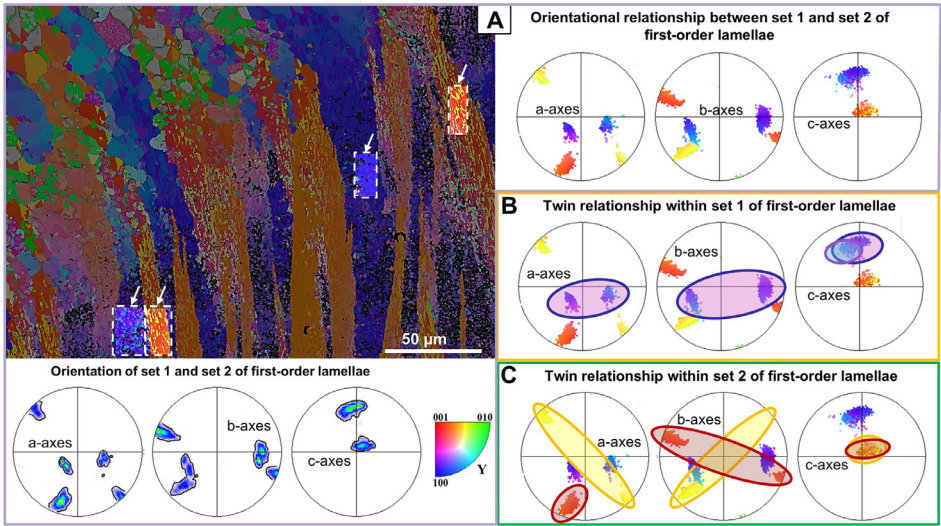 A
Orientational relationship between set 1 and set 2 of
first-order lamellae
a-axes
b-axes
c-axes
50 μm
B
Twin relationship within set 1 of first-order lamellae
a-axes
b-axes
c-axes
Orientation of set 1 and set 2 of first-order lamellae
a-axes
b-axes
c-axes
001
010
Y
100
C
Twin relationship within set 2 of first-order lamellae
a-axes
b-axes
c-axes